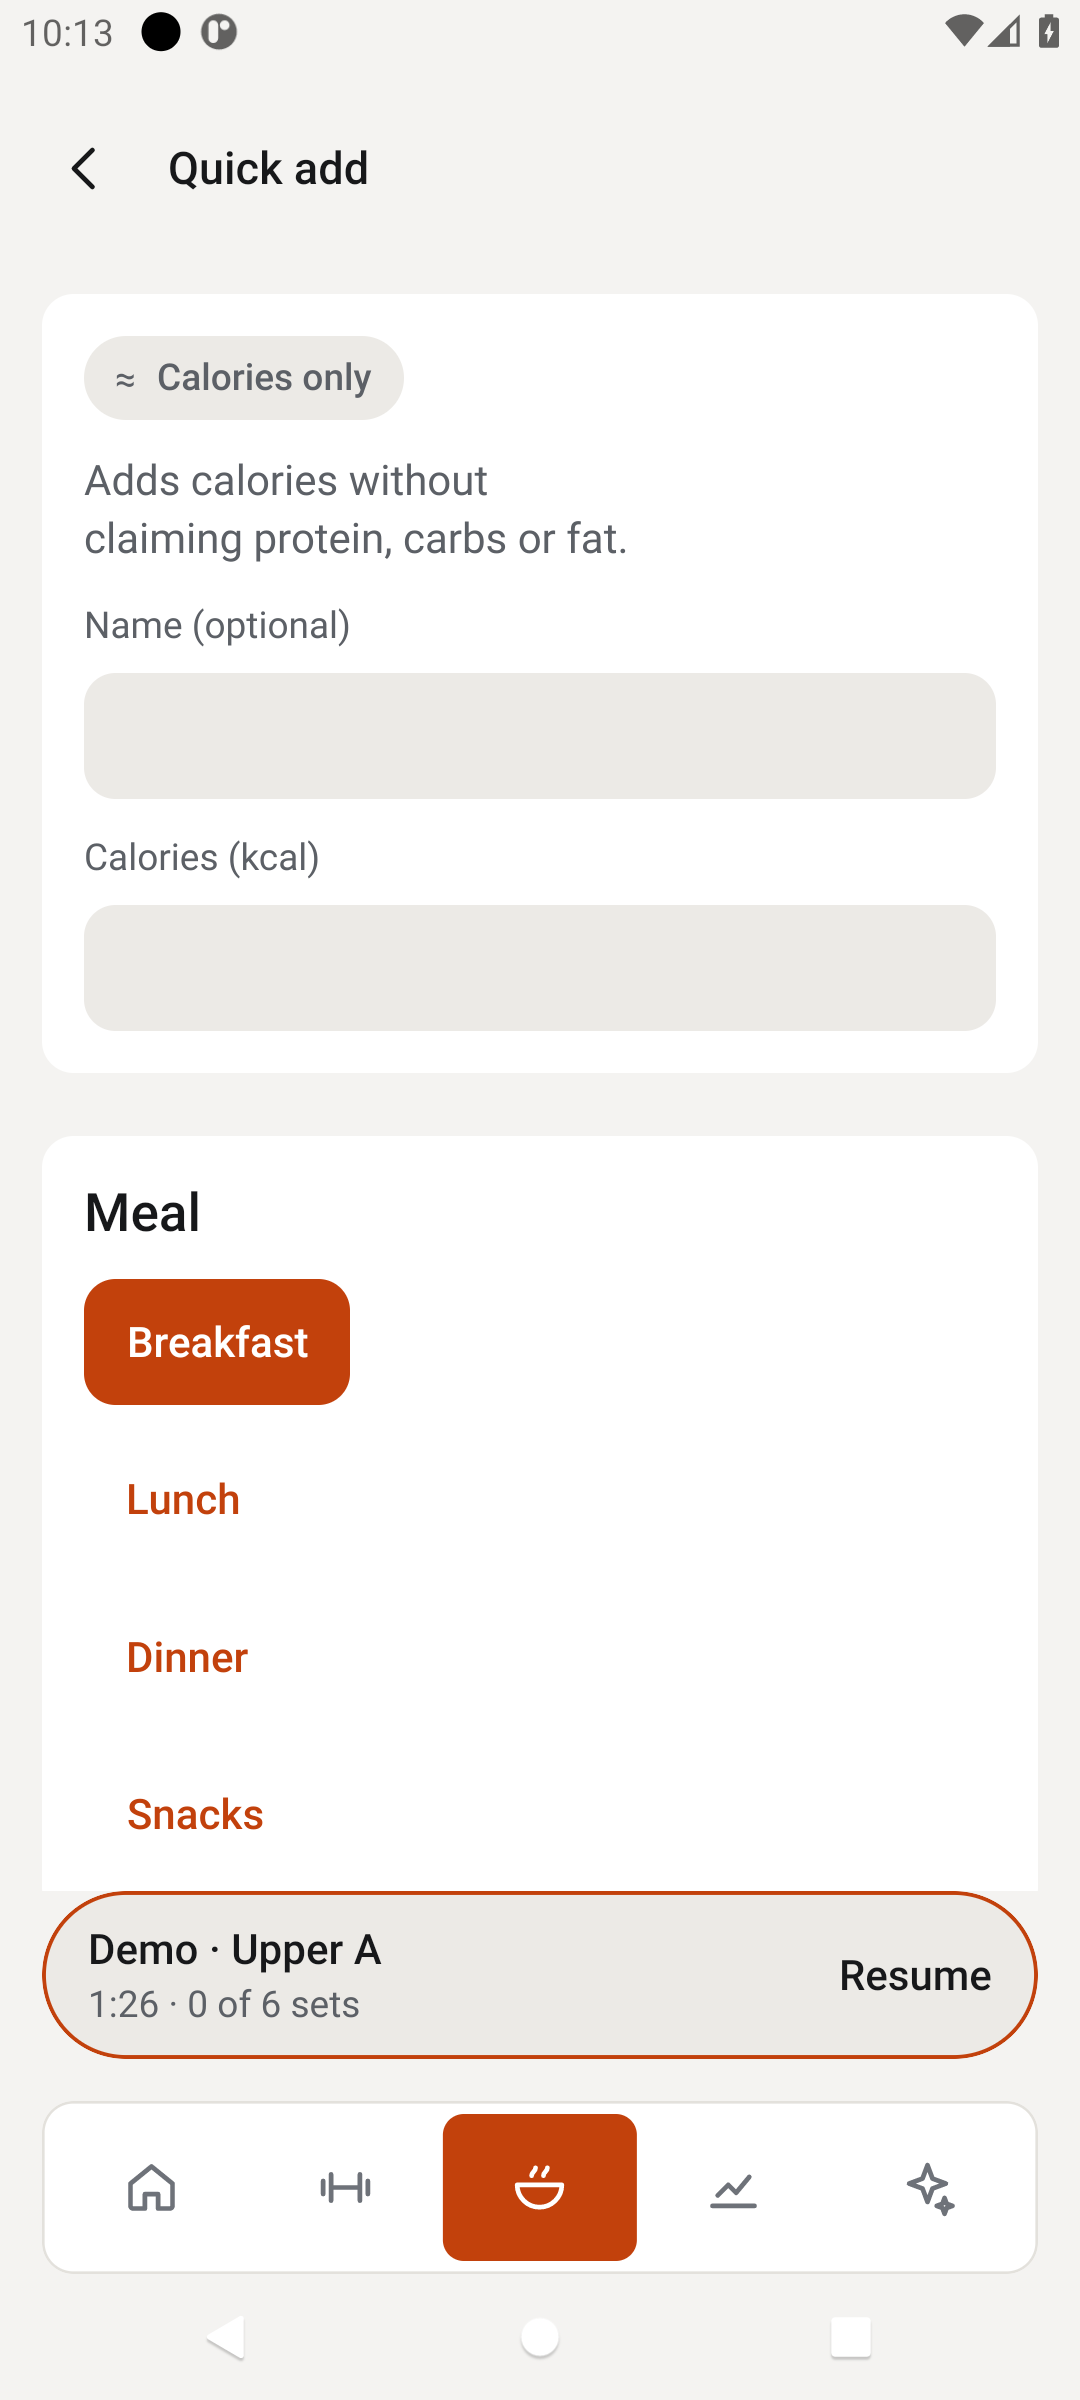 10:13
Quick add
≈ Calories only
Adds calories without
claiming protein, carbs or fat.
Name (optional)
Calories (kcal)
Meal
Breakfast
Lunch
Dinner
Snacks
Demo · Upper A
1:26 · 0 of 6 sets
Resume